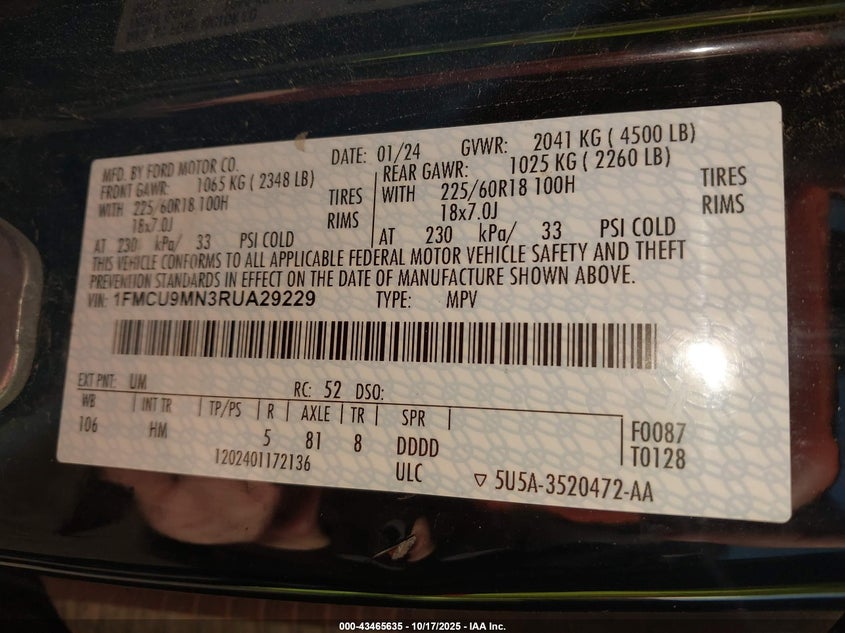 MFD. BY FORD MOTOR CO.
DATE: 01/24 GVWR: 2041 KG ( 4500 LB)
FRONT GAWR: 1065 KG ( 2348 LB) REAR GAWR: 1025 KG ( 2260 LB)
WITH 225/60R18 100H TIRES WITH 225/60R18 100H TIRES
18x7.0J RIMS 18x7.0J RIMS
AT 230 kPa/ 33 PSI COLD AT 230 kPa/ 33 PSI COLD
THIS VEHICLE CONFORMS TO ALL APPLICABLE FEDERAL MOTOR VEHICLE SAFETY AND THEFT
PREVENTION STANDARDS IN EFFECT ON THE DATE OF MANUFACTURE SHOWN ABOVE.
VIN: 1FMCU9MN3RUA29229 TYPE: MPV
EXT PNT: UM RC: 52 DSO:
WB INT TR TP/PS R AXLE TR SPR
106 HM 5 81 8 DDDD F0087
T0128
1202401172136 ULC 5U5A-3520472-AA
000-43465635 - 10/17/2025 - IAA Inc.